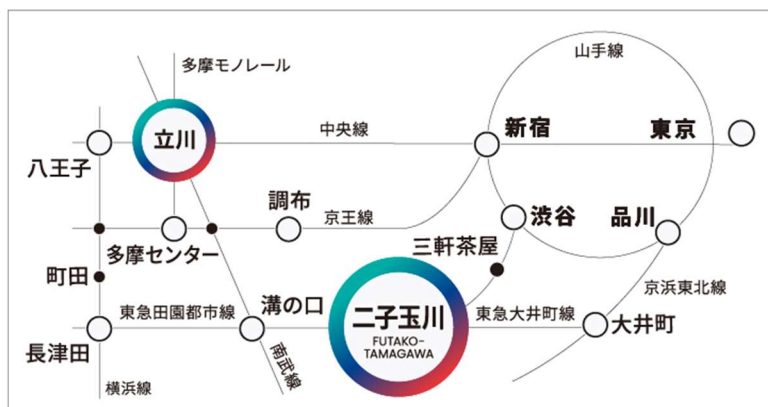 山手線
多摩モノレール
立川
中央線
新宿
東京
八王子
調布
京王線
渋谷
品川
多摩センター
三軒茶屋
町田
京浜東北線
東急田園都市線
溝の口
二子玉川
FUTAKO-
TAMAGAWA
東急大井町線
大井町
長津田
南武線
横浜線